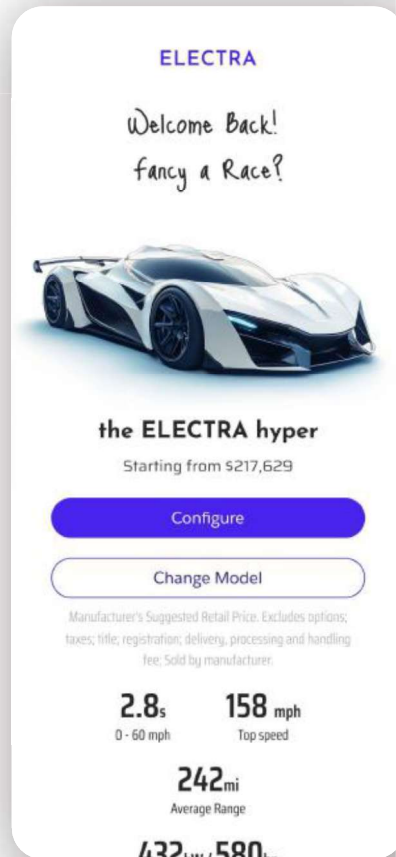 ELECTRA
Welcome Back!
fancy a Race?
the ELECTRA hyper
Starting from $217,629
Configure
Change Model
Manufacturer's Suggested Retail Price. Excludes options;
taxes; title; registration; delivery, processing and handling
fee; Sold by manufacturer.
2.8s 158 mph
0 - 60 mph Top speed
242mi
Average Range
432kW / 580hp